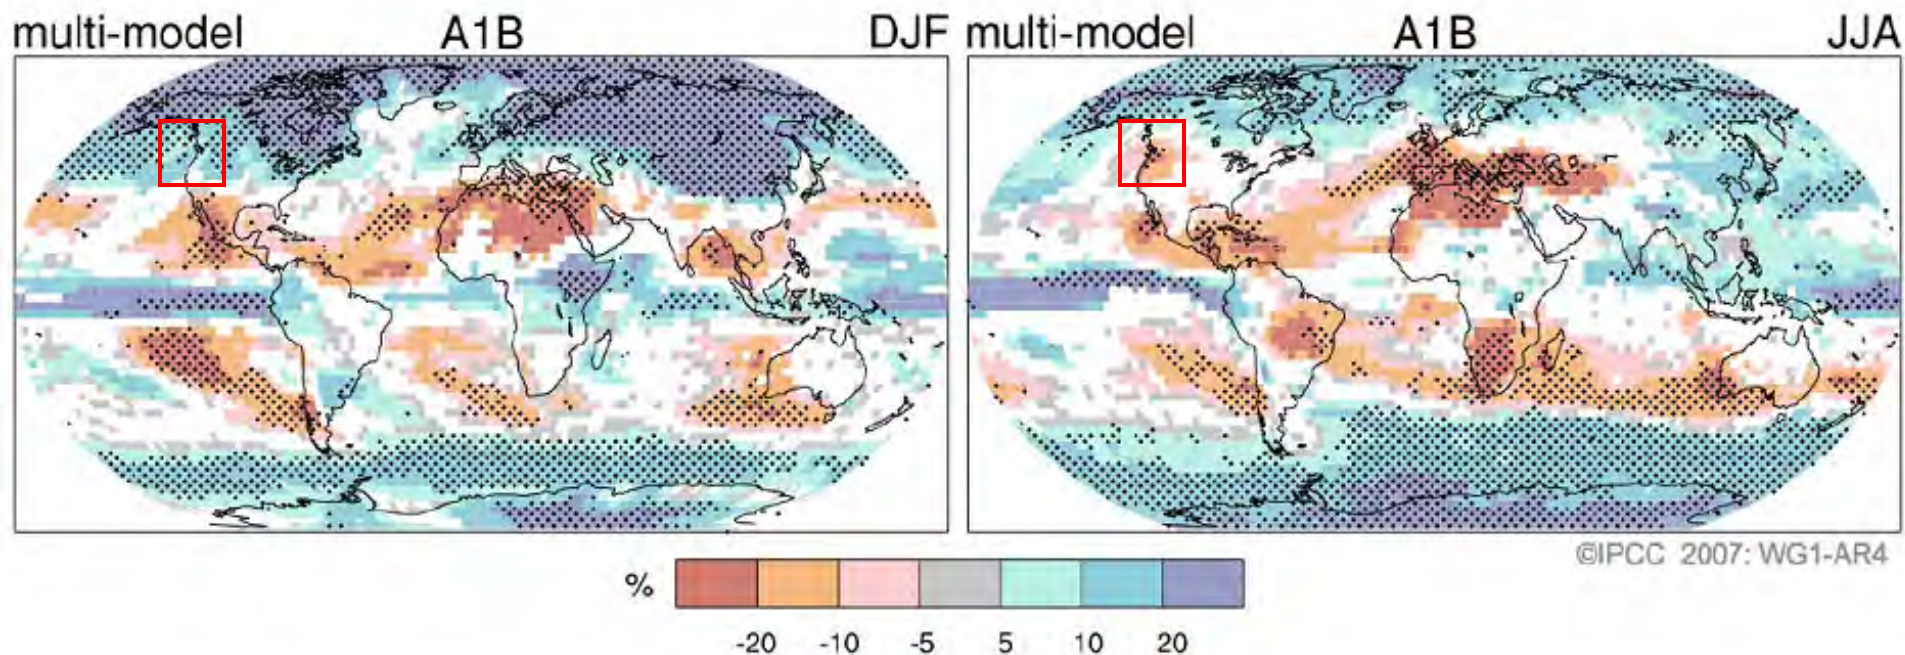 multi-model A1B DJF
multi-model A1B JJA
©IPCC 2007: WG1-AR4
%
-20 -10 -5 5 10 20